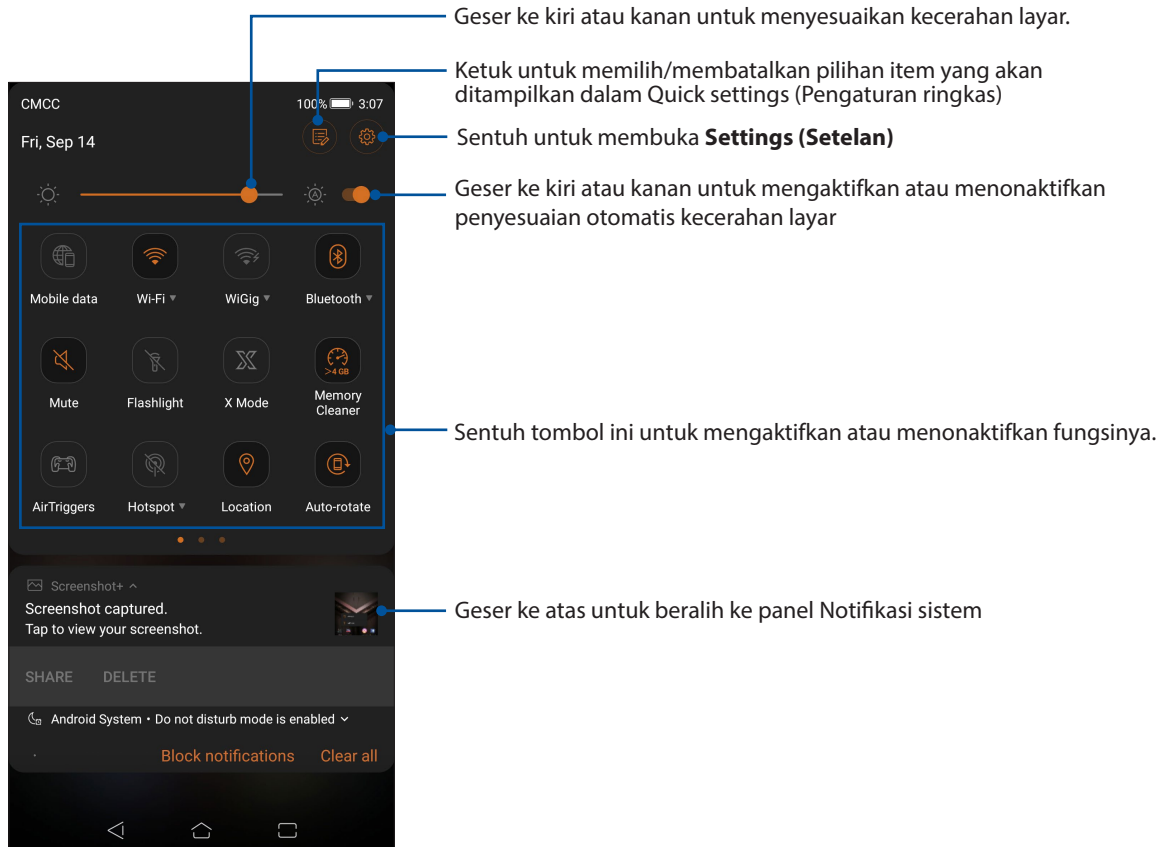 Geser ke kiri atau kanan untuk menyesuaikan kecerahan layar.
Ketuk untuk memilih/membatalkan pilihan item yang akan
ditampilkan dalam Quick settings (Pengaturan ringkas)
Sentuh untuk membuka Settings (Setelan)
Geser ke kiri atau kanan untuk mengaktifkan atau menonaktifkan
penyesuaian otomatis kecerahan layar
Sentuh tombol ini untuk mengaktifkan atau menonaktifkan fungsinya.
Geser ke atas untuk beralih ke panel Notifikasi sistem
CMCC 100% 3:07
Fri, Sep 14
A
Mobile data Wi-Fi WiGig Bluetooth
>4 GB
Mute Flashlight X Mode Memory
Cleaner
AirTriggers Hotspot Location Auto-rotate
Screenshot+
Screenshot captured.
Tap to view your screenshot.
SHARE DELETE
Android System • Do not disturb mode is enabled
Block notifications Clear all